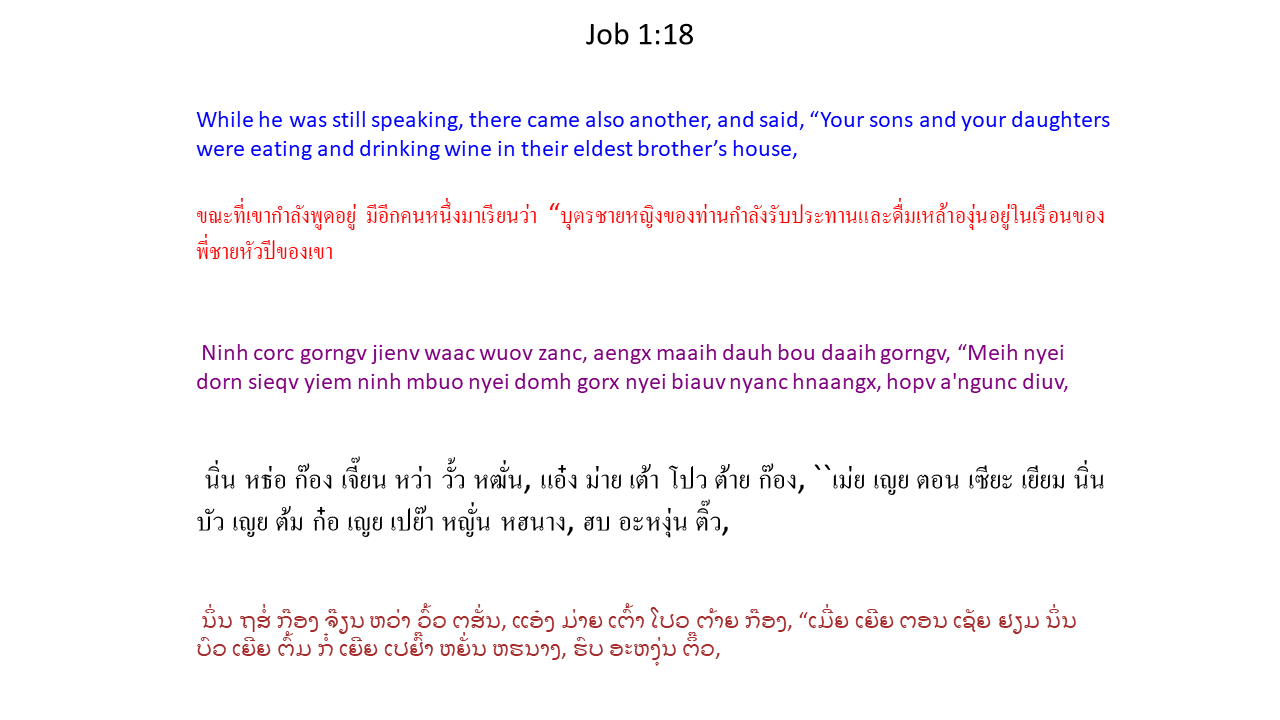 Job 1:18
While he was still speaking, there came also another, and said, “Your sons and your daughters
were eating and drinking wine in their eldest brother’s house,
ขณะที่เขากำลังพูดอยู่ มีอีกคนหนึ่งมาเรียนว่า “บุตรชายหญิงของท่านกำลังรับประทานและดื่มเหล้าองุ่นอยู่ในเรือนของ
พี่ชายหัวปีของเขา
Ninh corc gorngv jienv waac wuov zanc, aengx maaih dauh bou daaih gorngv, “Meih nyei
dorn sieqv yiem ninh mbuo nyei domh gorx nyei biauv nyanc hnaangx, hopv a'ngunc diuv,
นิ่น หธ่อ ก๊อง เจี๊ยน หว่า วั้ว หฒั่น, แอ๋ง ม่าย เต้า โปว ต้าย ก๊อง, ``เม่ย เญย ตอน เซียะ เยียม นิ่น
บัว เญย ต้ม ก๋อ เญย เปย๊า หญั่น หฮนาง, ฮบ อะหงุ่น ติ๊ว,
ນິ່ນ ຖສໍ່ ກ໊ອງ ຈ໊ຽນ ຫວ່າ ວົ້ວ ຕສັ່ນ, ແອ໋ງ ມ່າຍ ເຕົ້າ ໂປວ ຕ້າຍ ກ໊ອງ, “ເມີ່ຍ ເຍີຍ ຕອນ ເຊັຍ ຢຽມ ນິ່ນ
ບົວ ເຍີຍ ຕົ້ມ ກໍ໋ ເຍີຍ ເປຢົ໊າ ຫຍັ່ນ ຫຮນາງ, ຮົບ ອະຫງຸ່ນ ຕິ໊ວ,